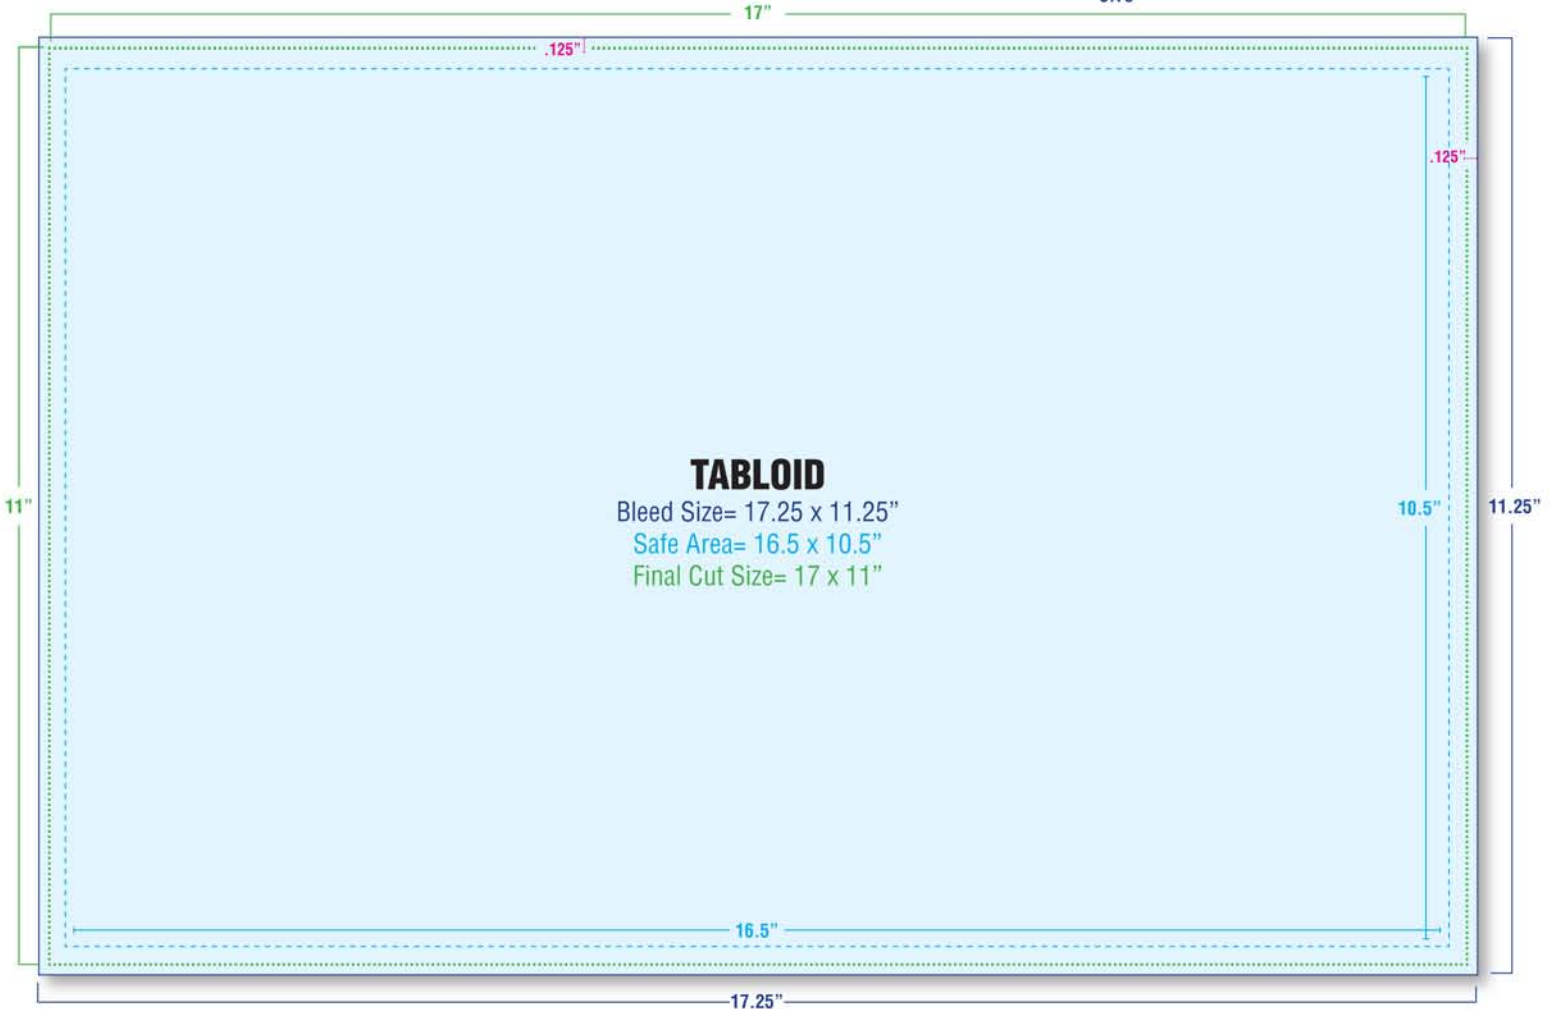 17”
.125”
.125”
TABLOID
Bleed Size= 17.25 x 11.25”
Safe Area= 16.5 x 10.5”
Final Cut Size= 17 x 11”
11”
10.5”
11.25”
16.5”
17.25”